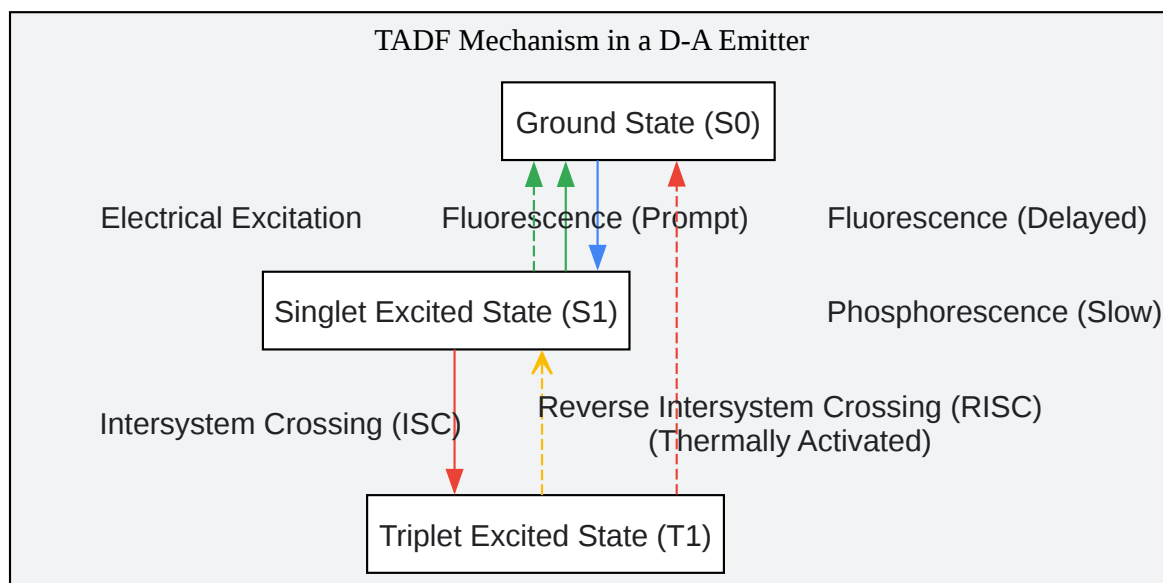 TADF Mechanism in a D-A Emitter
Ground State (S0)
Electrical Excitation
Fluorescence (Prompt)
Fluorescence (Delayed)
Singlet Excited State (S1)
Phosphorescence (Slow)
Intersystem Crossing (ISC)
Reverse Intersystem Crossing (RISC)
(Thermally Activated)
Triplet Excited State (T1)